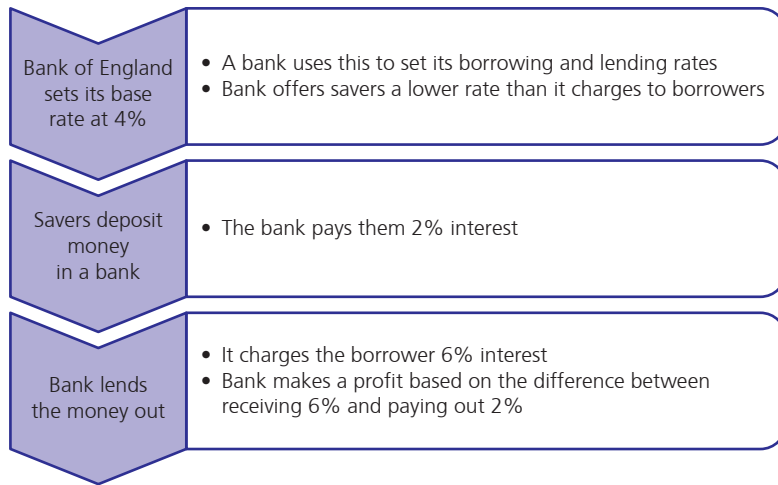 Bank of England
sets its base
rate at 4%
• A bank uses this to set its borrowing and lending rates
• Bank offers savers a lower rate than it charges to borrowers
Savers deposit
money
in a bank
• The bank pays them 2% interest
Bank lends
the money out
• It charges the borrower 6% interest
• Bank makes a profit based on the difference between
receiving 6% and paying out 2%